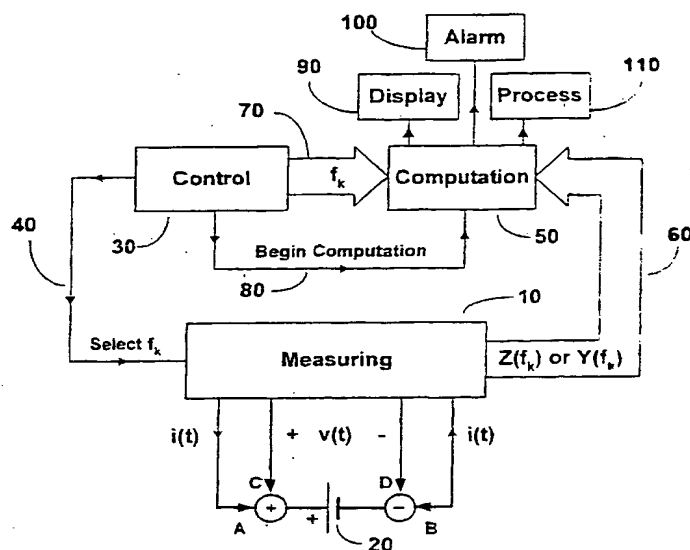 100
Alarm
90
110
Display
Process
70
Control
f_k
Computation
40
30
Begin Computation
50
60
80
10
Select f_k
Measuring
Z(f_k) or Y(f_k)
i(t)
+ v(t) -
i(t)
C
D
+
-
A
+
B
20